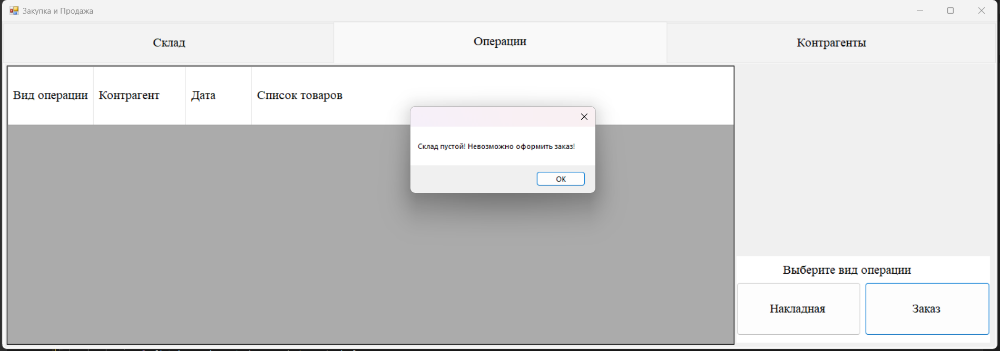 Закупка и Продажа
Склад
Операции
Контрагенты
Вид операции
Контрагент
Дата
Список товаров
Склад пустой! Невозможно оформить заказ!
OK
Выберите вид операции
Накладная
Заказ